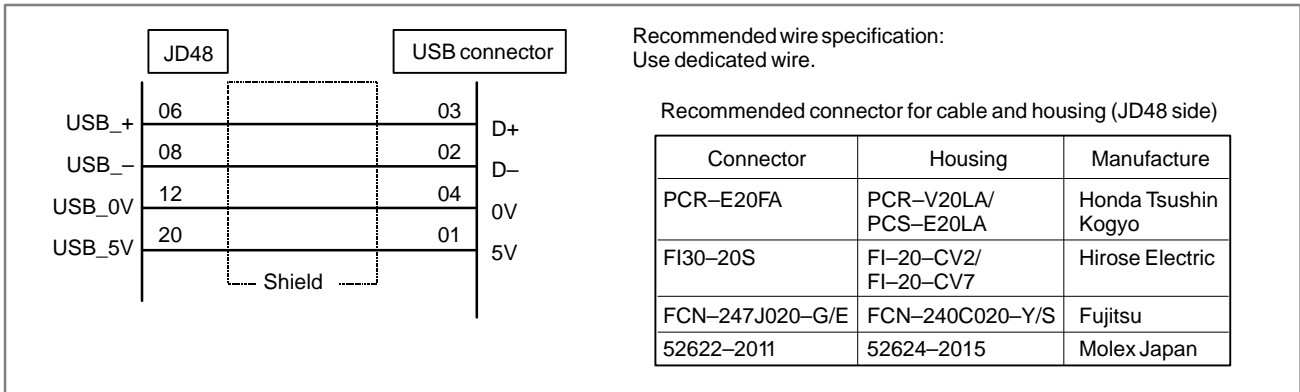 JD48
USB connector
USB_+ 06 03 D+
USB_– 08 02 D–
USB_0V 12 04 0V
USB_5V 20 01 5V
Shield
Recommended wire specification:
Use dedicated wire.
Recommended connector for cable and housing (JD48 side)
Connector Housing Manufacture
PCR–E20FA PCR–V20LA/ Honda Tsushin
PCS–E20LA Kogyo
FI30–20S FI–20–CV2/ Hirose Electric
FI–20–CV7
FCN–247J020–G/E FCN–240C020–Y/S Fujitsu
52622–2011 52624–2015 Molex Japan